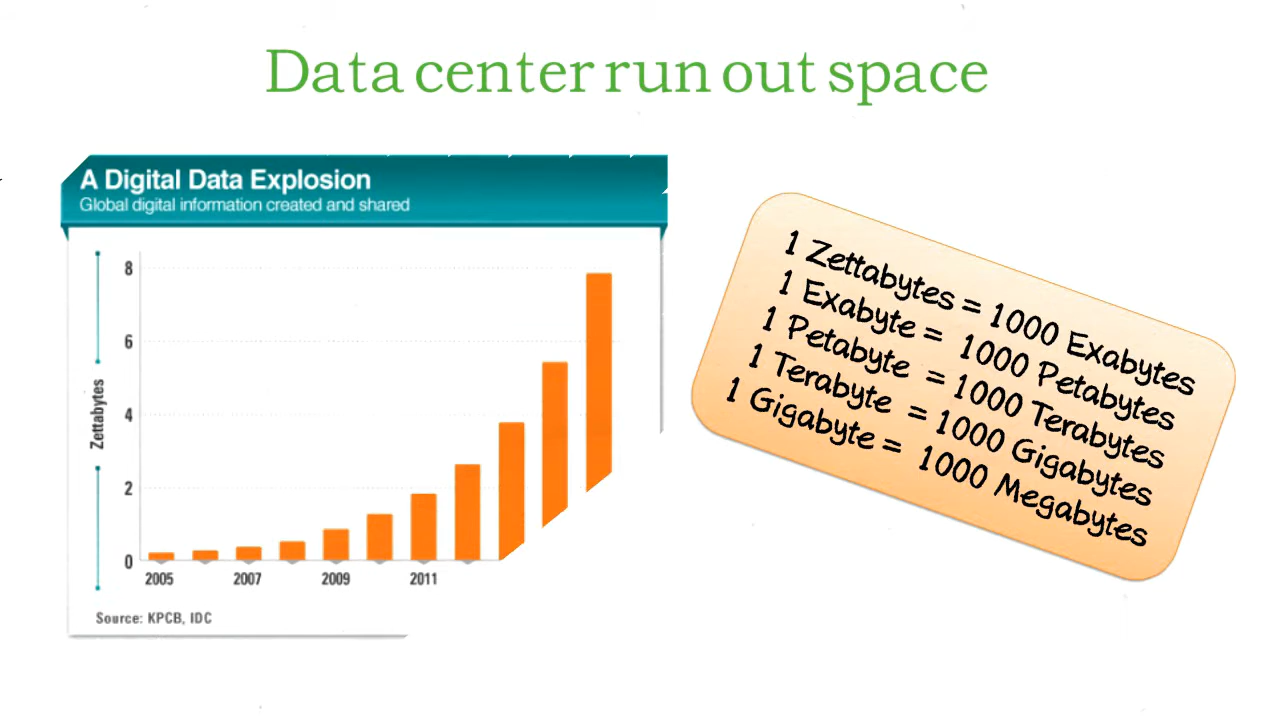 Data center run out space
A Digital Data Explosion
Global digital information created and shared
8
6
4
2
0
Zettabytes
2005 2007 2009 2011
Source: KPCB, IDC
1 Zettabytes = 1000 Exabytes
1 Exabyte = 1000 Petabytes
1 Petabyte = 1000 Terabytes
1 Terabyte = 1000 Gigabytes
1 Gigabyte = 1000 Megabytes